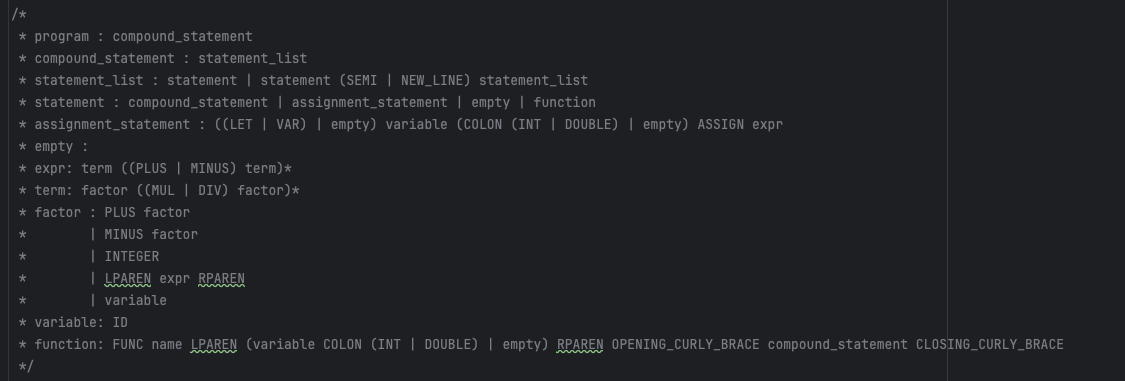 /*
* program : compound_statement
* compound_statement : statement_list
* statement_list : statement | statement (SEMI | NEW_LINE) statement_list
* statement : compound_statement | assignment_statement | empty | function
* assignment_statement : ((LET | VAR) | empty) variable (COLON (INT | DOUBLE) | empty) ASSIGN expr
* empty :
* expr: term ((PLUS | MINUS) term)*
* term: factor ((MUL | DIV) factor)*
* factor : PLUS factor
*        | MINUS factor
*        | INTEGER
*        | LPAREN expr RPAREN
*        | variable
* variable: ID
* function: FUNC name LPAREN (variable COLON (INT | DOUBLE) | empty) RPAREN OPENING_CURLY_BRACE compound_statement CLOSING_CURLY_BRACE
*/